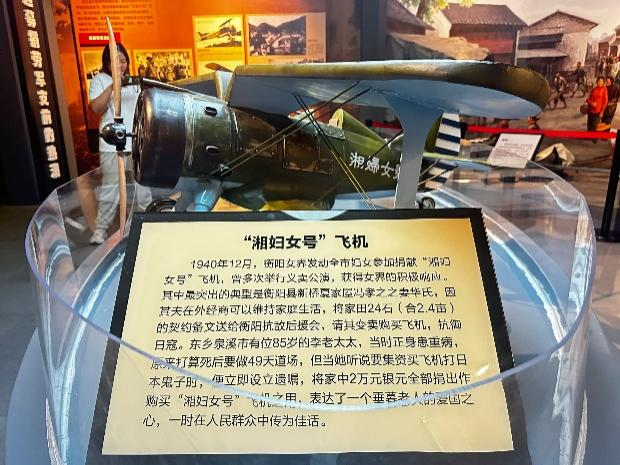 湘婦女
“湘妇女号”飞机
1940年12月，衡阳女界发动全市妇女参加捐献“湘妇
女号”飞机，曾多次举行义卖公演，获得女界的积极响应。
其中最突出的典型是衡阳县新桥夏家屋冯孝之之妻华氏，因
其夫在外经商可以维持家庭生活，将家田24石（合2.4亩）
的契约备文送给衡阳抗敌后援会，请其变卖购买飞机，抗御
日寇。东乡泉溪市有位85岁的李老太太，当时正身患重病，
原来打算死后要做49天道场，但当她听说要集资买飞机打日
本鬼子时，便立即设立遗嘱，将家中2万元银元全部捐出作
购买“湘妇女号”飞机之用，表达了一个垂暮老人的爱国之
心，一时在人民群众中传为佳话。